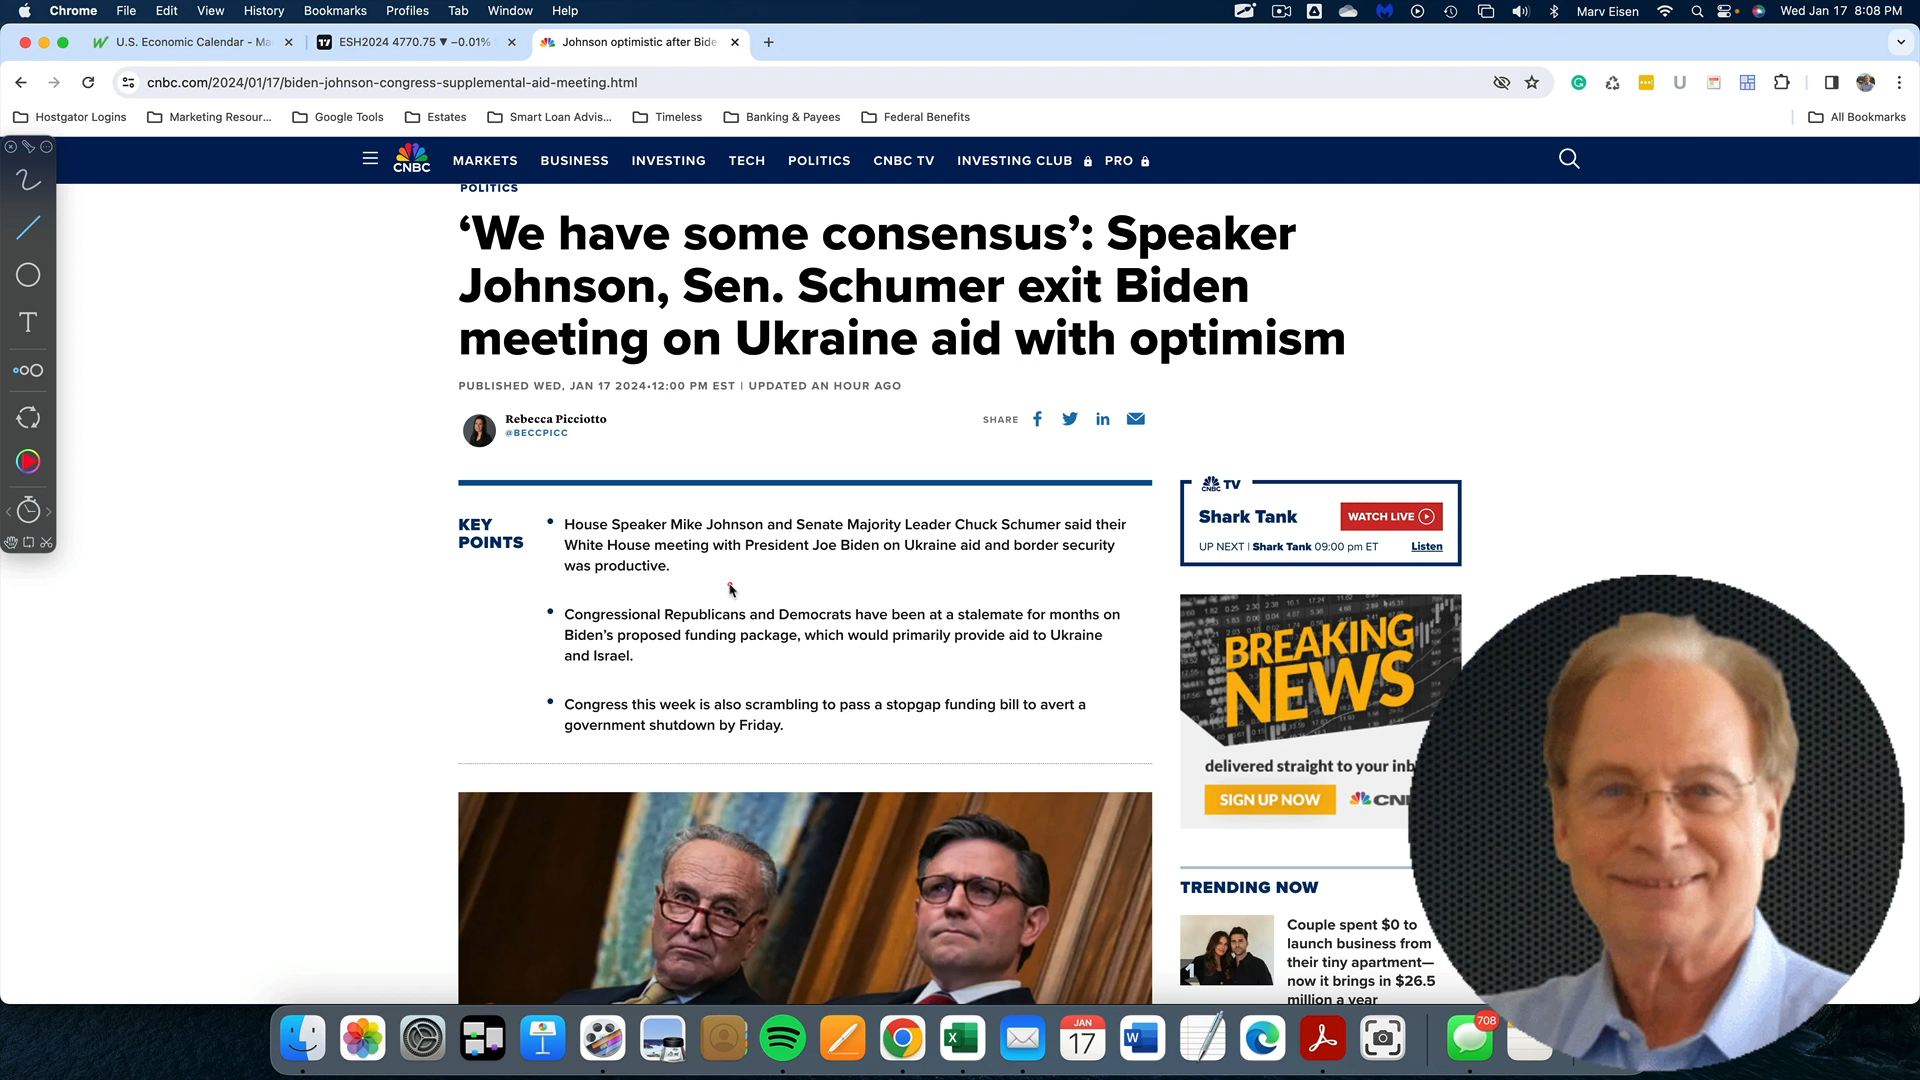 Chrome File Edit View History Bookmarks Profiles Tab Window Help
Marv Eisen Wed Jan 17 8:08 PM
U.S. Economic Calendar - Ma
ESH2024 4770.75 ▼ −0.01%
Johnson optimistic after Bide
cnbc.com/2024/01/17/biden-johnson-congress-supplemental-aid-meeting.html
Hostgator Logins Marketing Resour... Google Tools Estates Smart Loan Advis... Timeless Banking & Payees Federal Benefits All Bookmarks
CNBC MARKETS BUSINESS INVESTING TECH POLITICS CNBC TV INVESTING CLUB PRO
POLITICS
‘We have some consensus’: Speaker
Johnson, Sen. Schumer exit Biden
meeting on Ukraine aid with optimism
PUBLISHED WED, JAN 17 2024•12:00 PM EST | UPDATED AN HOUR AGO
Rebecca Picciotto
@BECCPICC
SHARE
KEY
POINTS
House Speaker Mike Johnson and Senate Majority Leader Chuck Schumer said their
White House meeting with President Joe Biden on Ukraine aid and border security
was productive.
Congressional Republicans and Democrats have been at a stalemate for months on
Biden’s proposed funding package, which would primarily provide aid to Ukraine
and Israel.
Congress this week is also scrambling to pass a stopgap funding bill to avert a
government shutdown by Friday.
CNBC TV
Shark Tank
WATCH LIVE
UP NEXT | Shark Tank 09:00 pm ET
Listen
BREAKING
NEWS
delivered straight to your inb
SIGN UP NOW
CN
TRENDING NOW
1
Couple spent $0 to
launch business from
their tiny apartment—
now it brings in $26.5
million a year
JAN
17
708